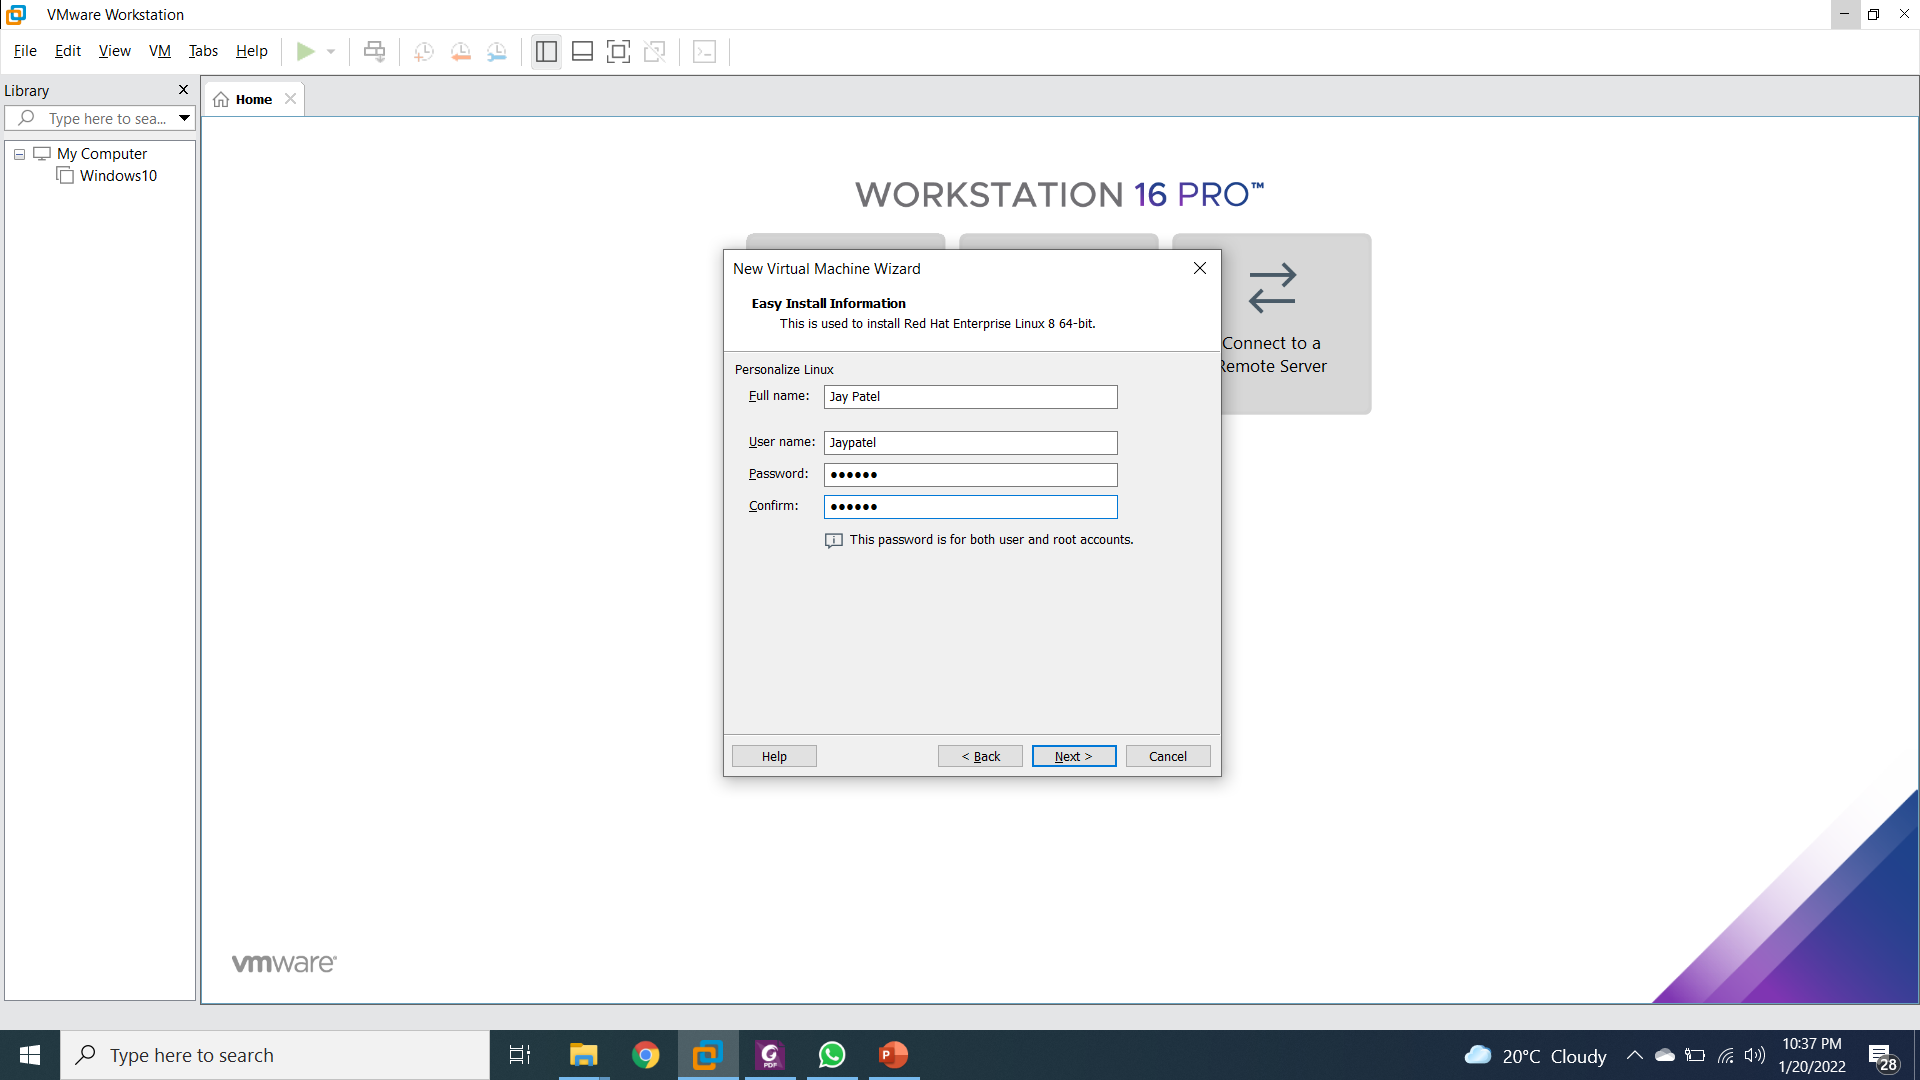 VMware Workstation
File Edit View VM Tabs Help
Library
Type here to sea...
My Computer
Windows10
Home
WORKSTATION 16 PRO™
Connect to a
Remote Server
New Virtual Machine Wizard
Easy Install Information
This is used to install Red Hat Enterprise Linux 8 64-bit.
Personalize Linux
Full name: Jay Patel
User name: Jaypatel
Password: ●●●●●●
Confirm: ●●●●●●
This password is for both user and root accounts.
Help < Back Next > Cancel
vmware®
Type here to search
PDF
P
20°C Cloudy
10:37 PM
1/20/2022
28